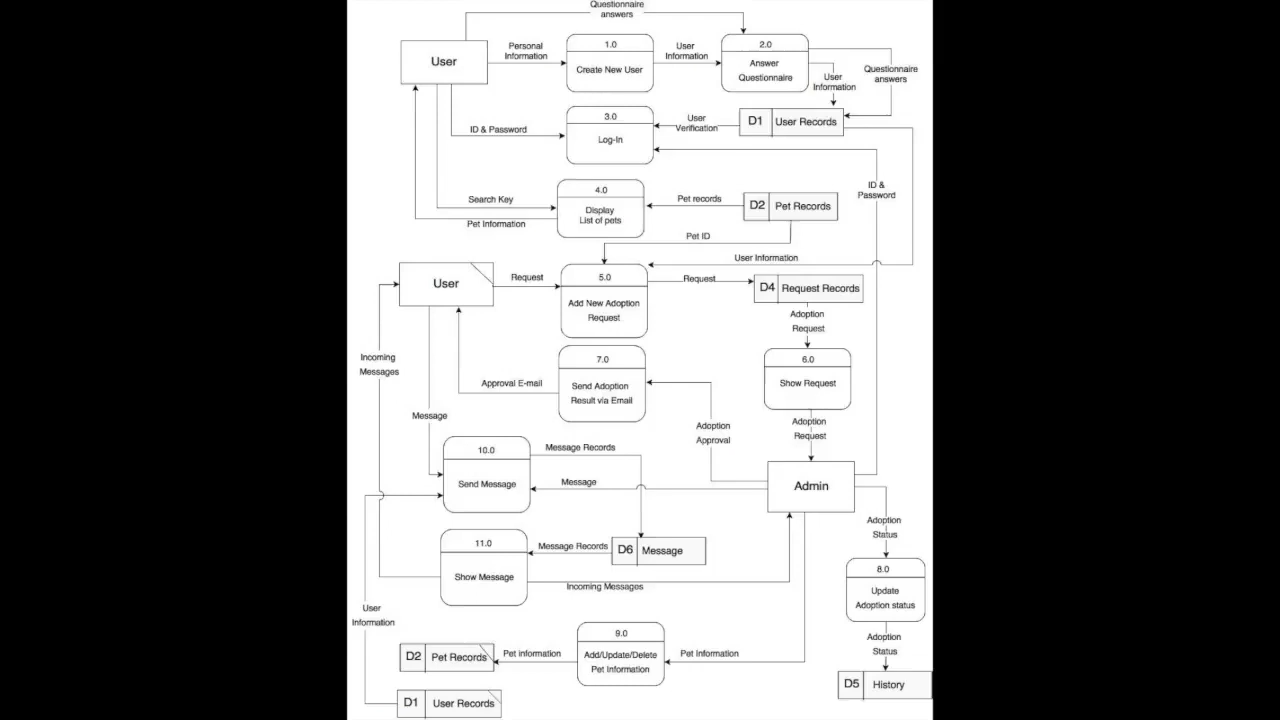 Questionnaire
answers
User
Personal
Information
1.0
Create New User
User
Information
2.0
Answer
Questionnaire
User
Information
Questionnaire
answers
ID & Password
3.0
Log-In
User
Verification
D1
User Records
ID &
Password
Search Key
Pet Information
4.0
Display
List of pets
Pet records
D2
Pet Records
Pet ID
User Information
User
Request
5.0
Add New Adoption
Request
Request
D4
Request Records
Adoption
Request
Incoming
Messages
Approval E-mail
7.0
Send Adoption
Result via Email
6.0
Show Request
Message
Adoption
Approval
Adoption
Request
10.0
Send Message
Message Records
Message
Admin
Adoption
Status
11.0
Show Message
Message Records
D6
Message
Incoming Messages
8.0
Update
Adoption status
User
Information
9.0
Add/Update/Delete
Pet Information
Pet information
Pet Information
D2
Pet Records
Adoption
Status
D5
History
D1
User Records